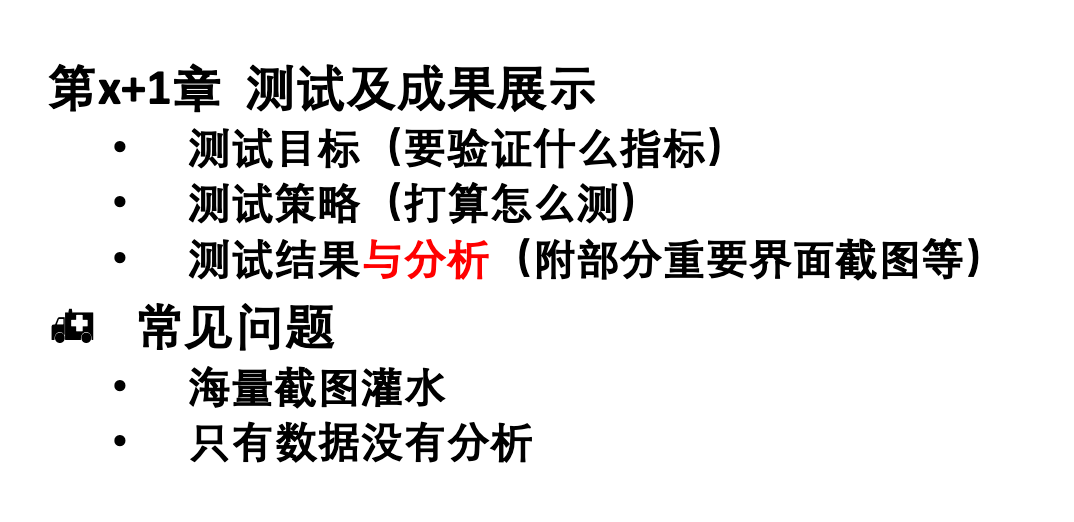 第x+1章 测试及成果展示
• 测试目标（要验证什么指标）
• 测试策略（打算怎么测）
• 测试结果与分析（附部分重要界面截图等）
常见问题
• 海量截图灌水
• 只有数据没有分析